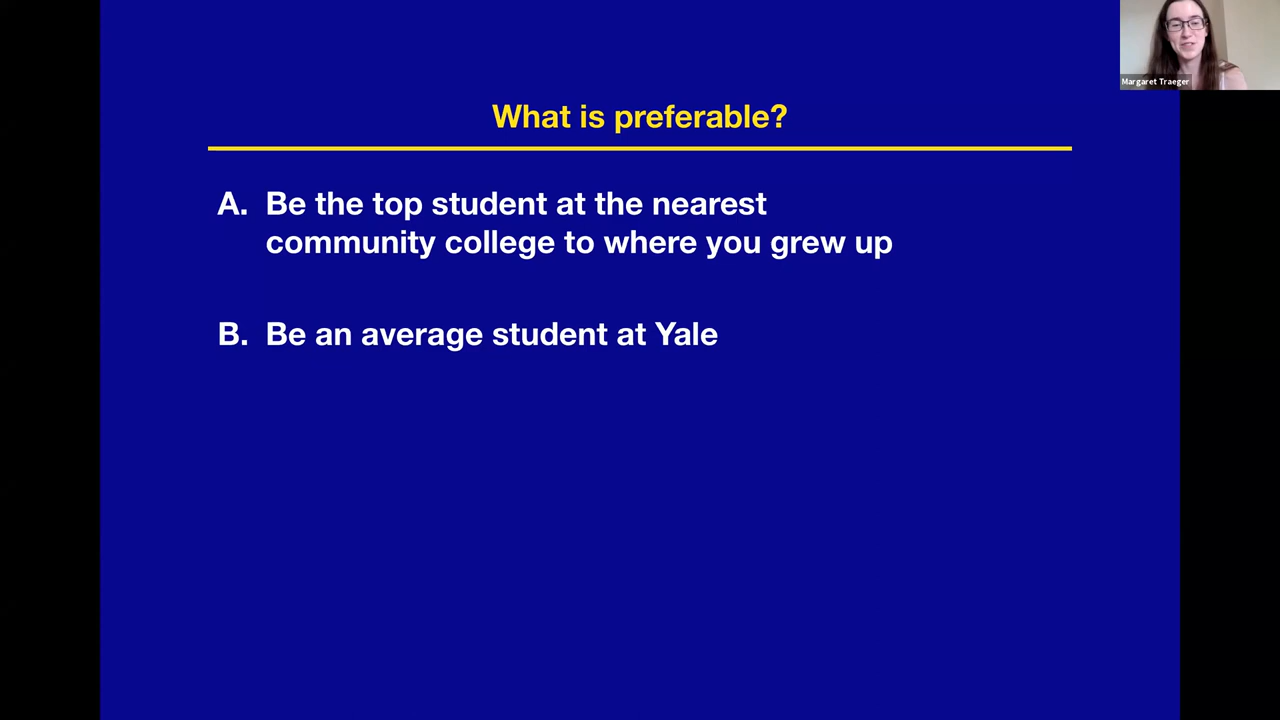 Margaret Traeger
What is preferable?
A. Be the top student at the nearest
community college to where you grew up
B. Be an average student at Yale